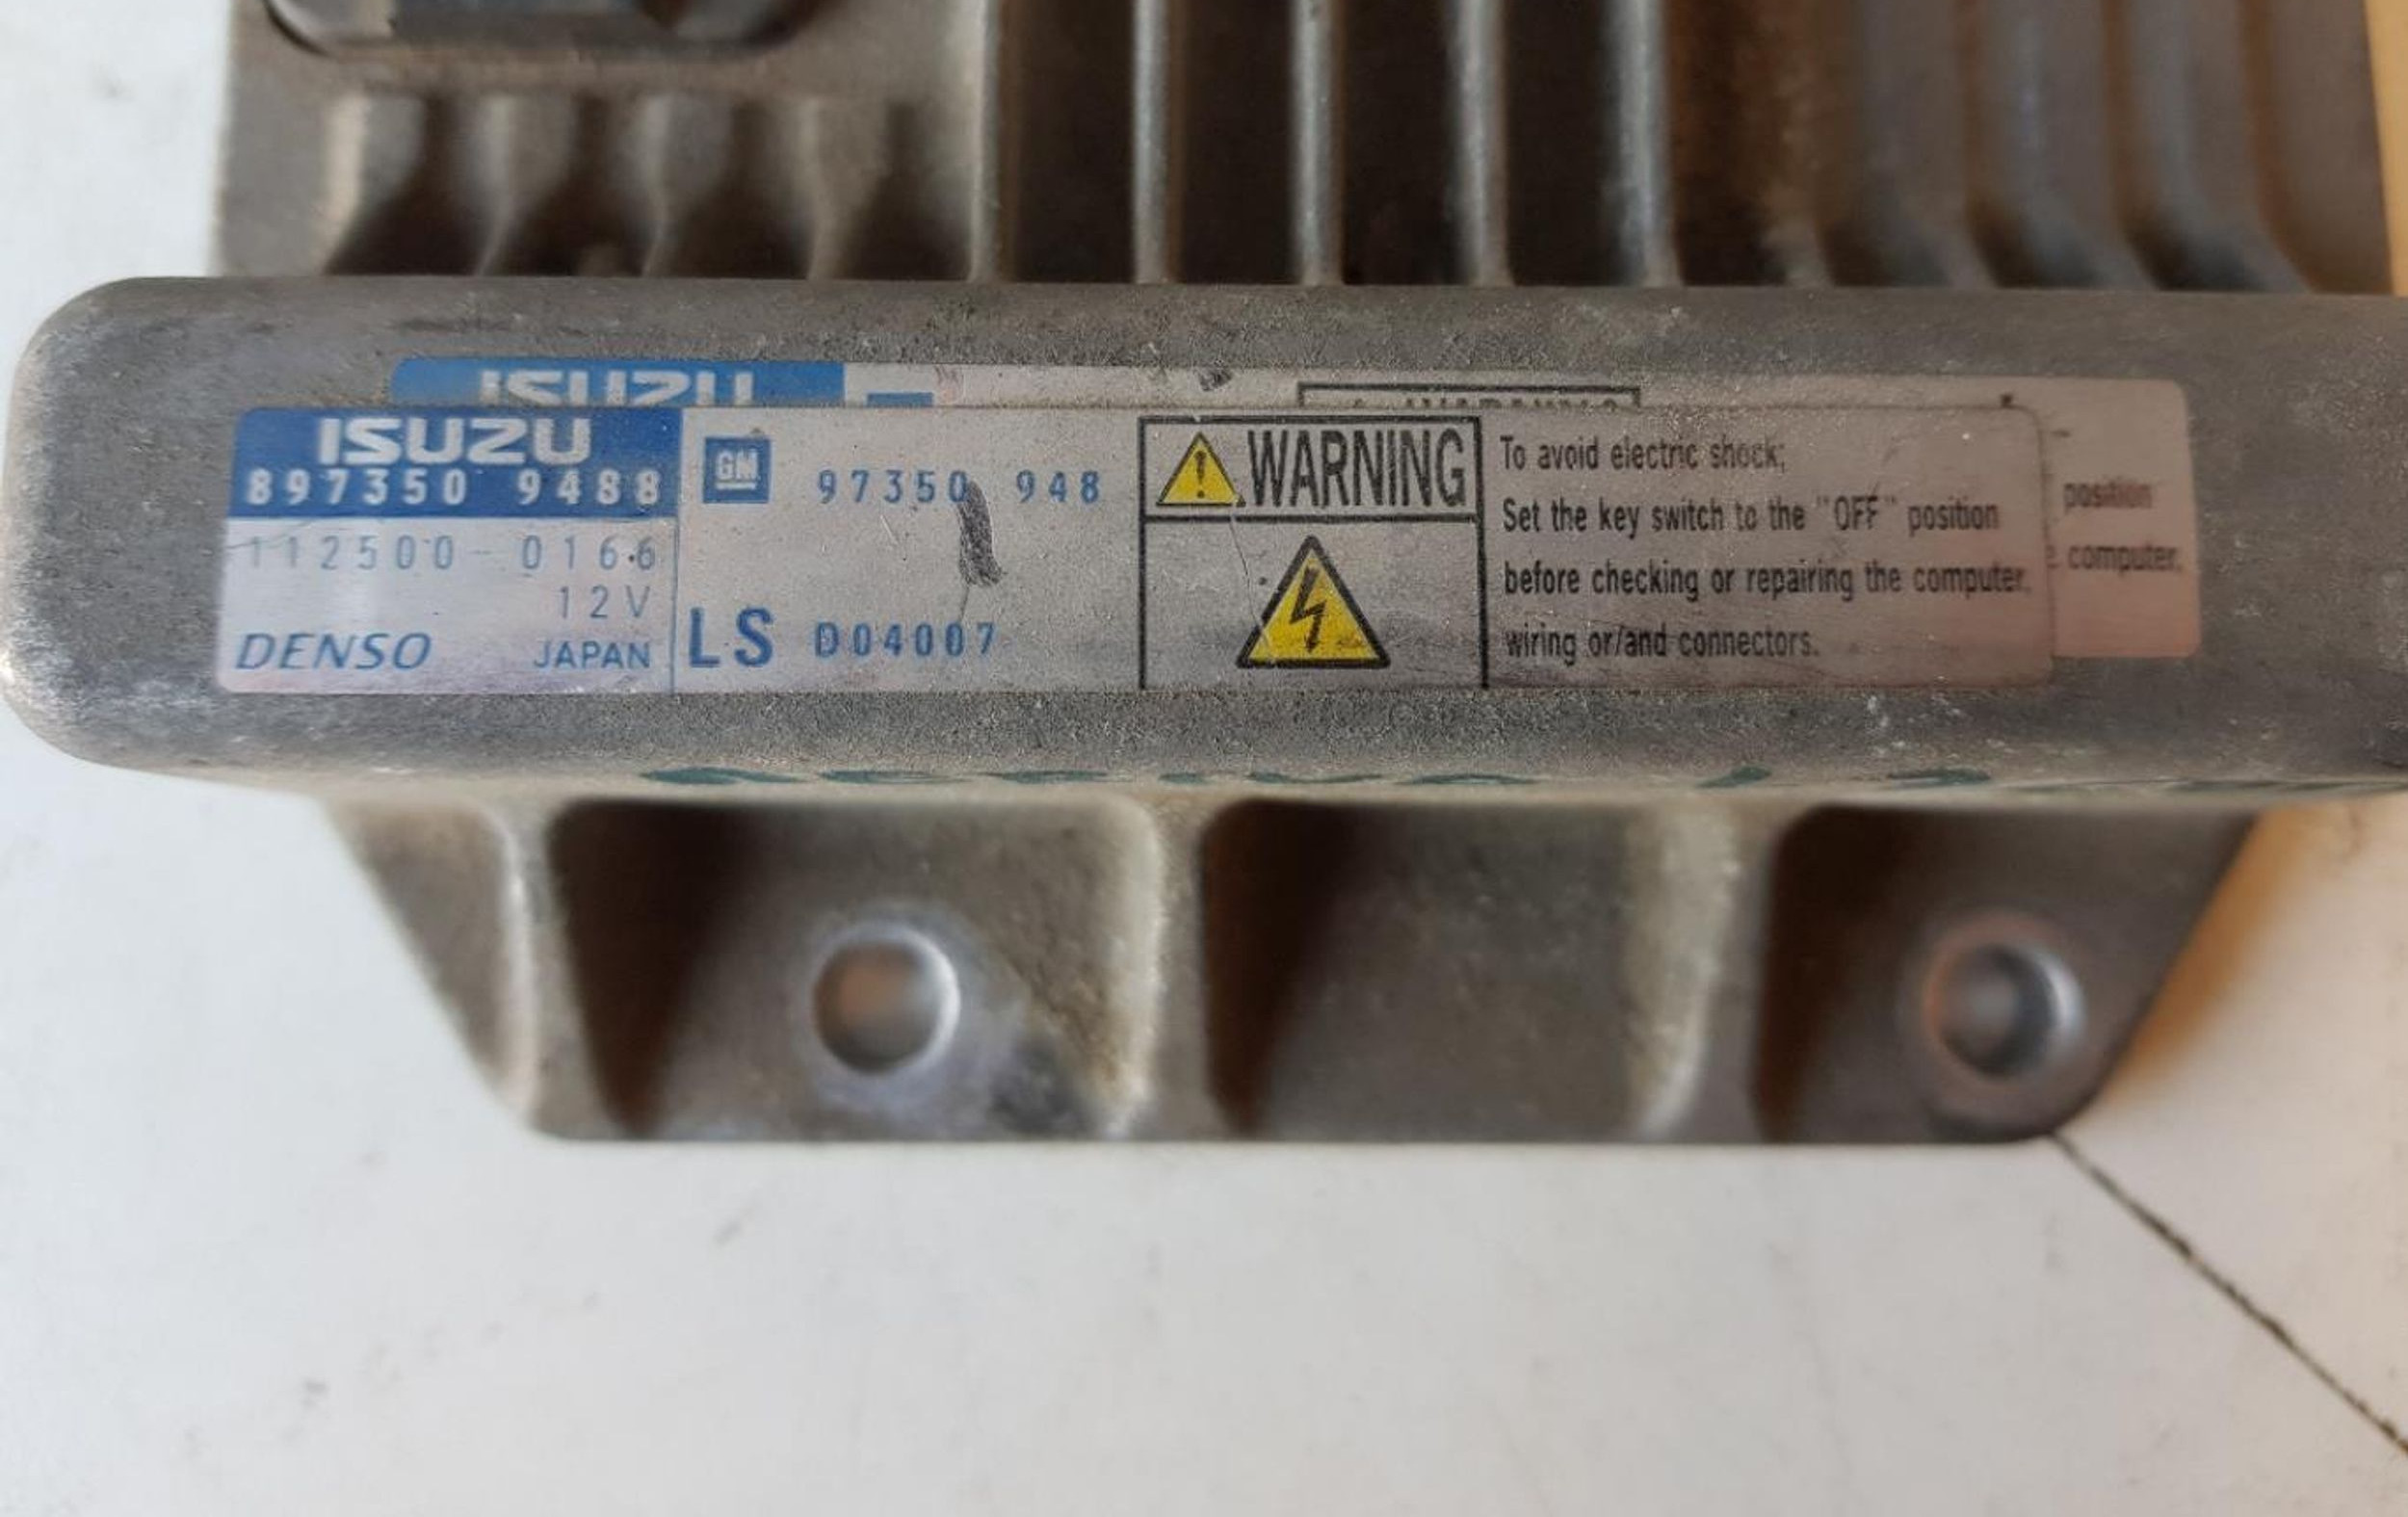 ISUZU
ISUZU
897350 9488
112500-0166
12V
DENSO JAPAN
GM 97350 948
LS D04007
WARNING
To avoid electric shock;
Set the key switch to the "OFF" position
before checking or repairing the computer,
wiring or/and connectors.
position
computer,